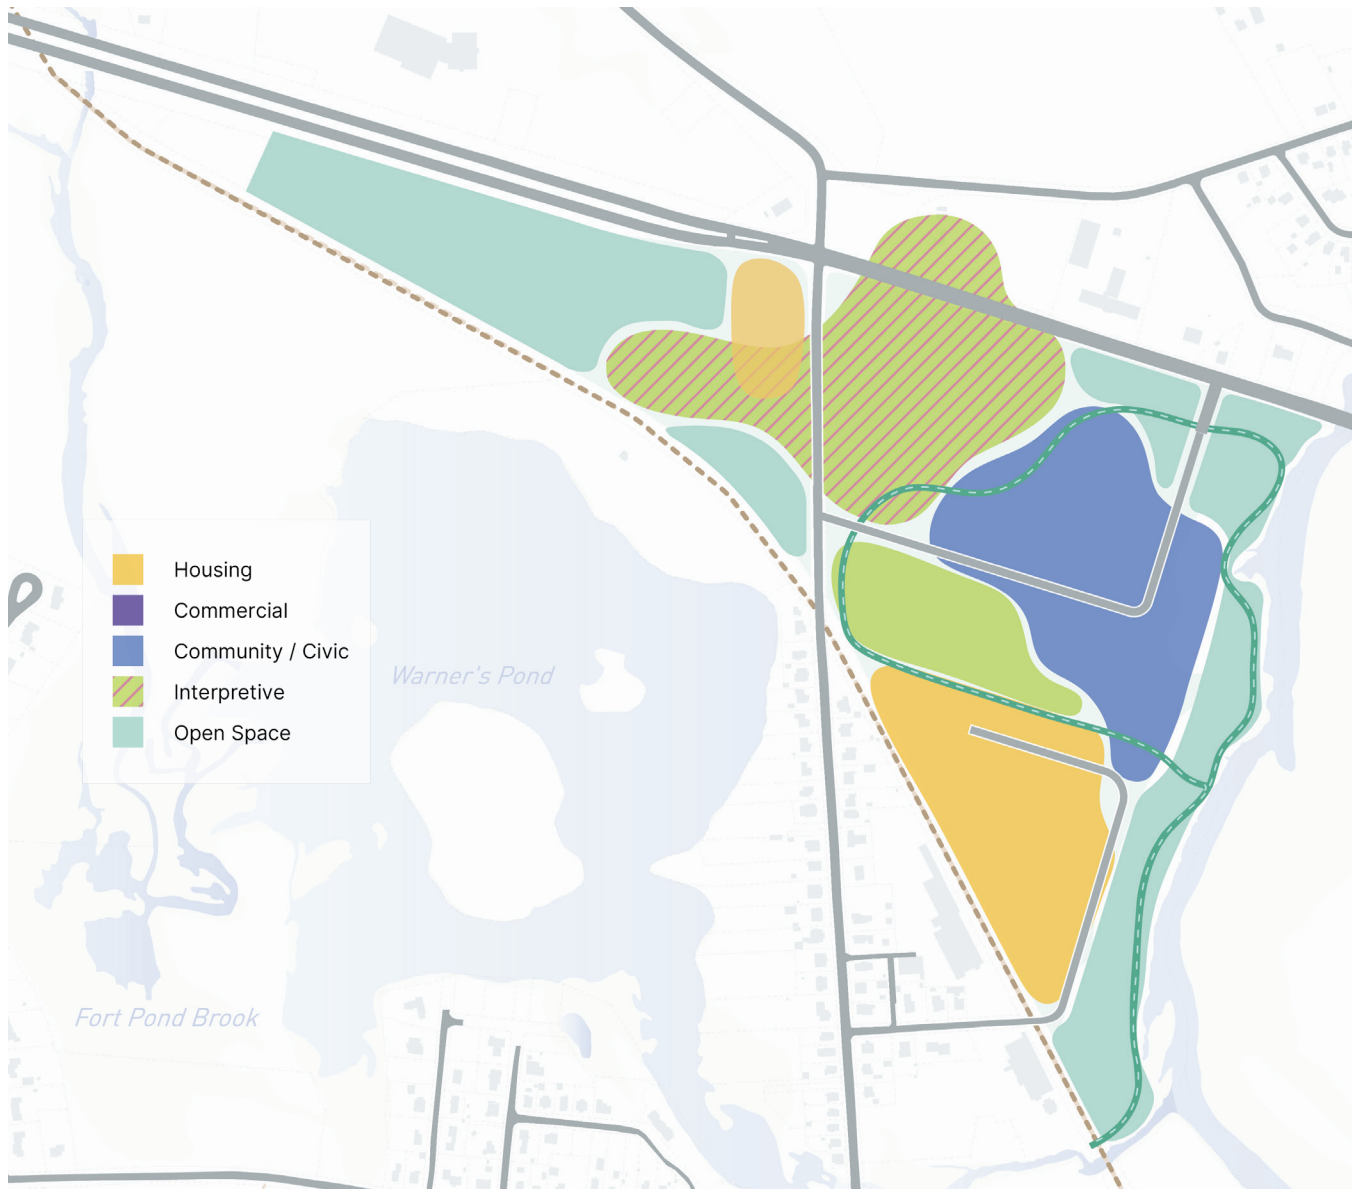 Housing
Commercial
Community / Civic
Interpretive
Open Space
Warner's Pond
Fort Pond Brook